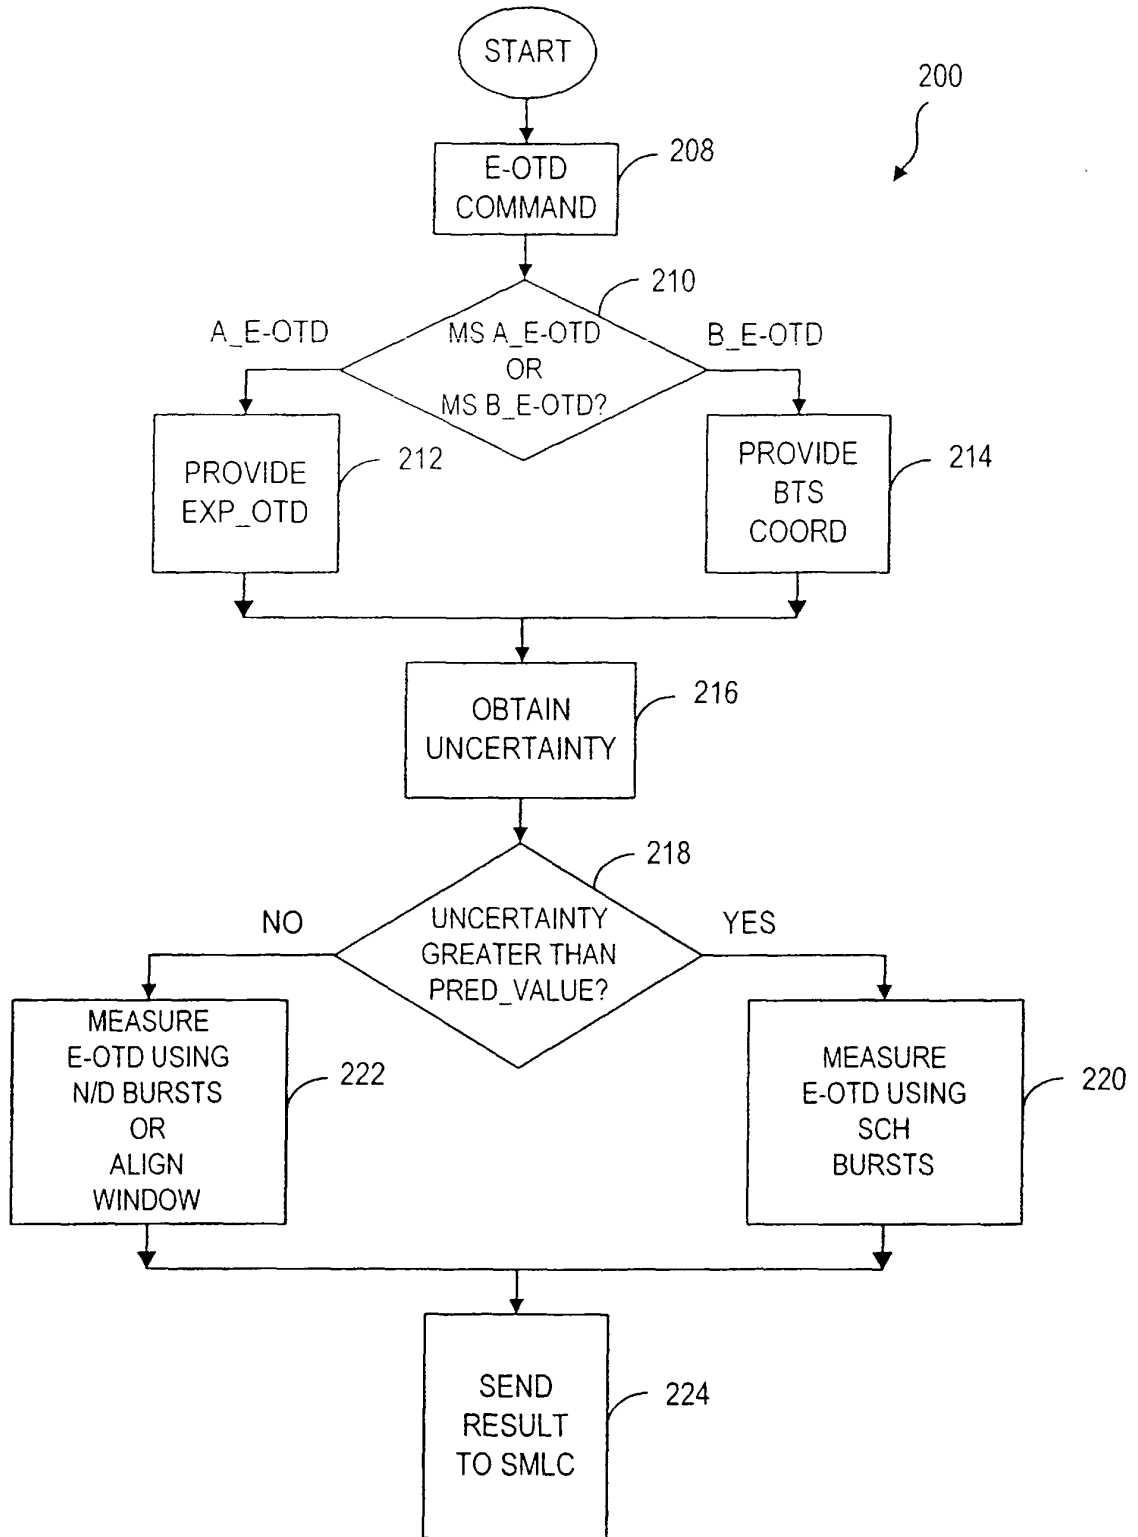 START
200
E-OTD
COMMAND
208
210
A_E-OTD
MS A_E-OTD
OR
MS B_E-OTD?
B_E-OTD
PROVIDE
EXP_OTD
212
PROVIDE
BTS
COORD
214
OBTAIN
UNCERTAINTY
216
218
NO
UNCERTAINTY
GREATER THAN
PRED_VALUE?
YES
MEASURE
E-OTD USING
N/D BURSTS
OR
ALIGN
WINDOW
222
MEASURE
E-OTD USING
SCH
BURSTS
220
SEND
RESULT
TO SMLC
224